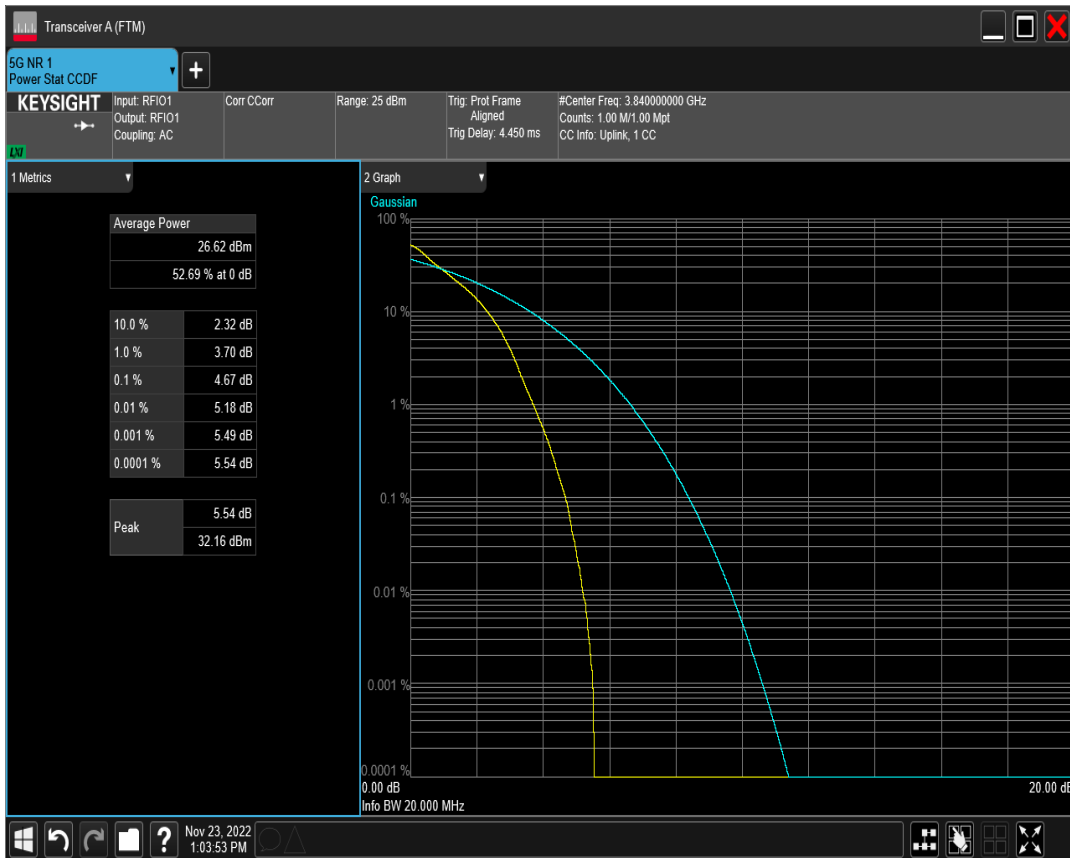 Transceiver A (FTM)
5G NR 1
Power Stat CCDF
+
KEYSIGHT
LXI
Input: RFIO1
Output: RFIO1
Coupling: AC
Corr CCorr
Range: 25 dBm
Trig: Prot Frame
Aligned
Trig Delay: 4.450 ms
#Center Freq: 3.840000000 GHz
Counts: 1.00 M/1.00 Mpt
CC Info: Uplink, 1 CC
1 Metrics
Average Power
26.62 dBm
52.69 % at 0 dB
10.0 % 2.32 dB
1.0 % 3.70 dB
0.1 % 4.67 dB
0.01 % 5.18 dB
0.001 % 5.49 dB
0.0001 % 5.54 dB
Peak 5.54 dB
32.16 dBm
2 Graph
Gaussian
100 %
10 %
1 %
0.1 %
0.01 %
0.001 %
0.0001 %
0.00 dB 20.00 dB
Info BW 20.000 MHz
?
Nov 23, 2022
1:03:53 PM